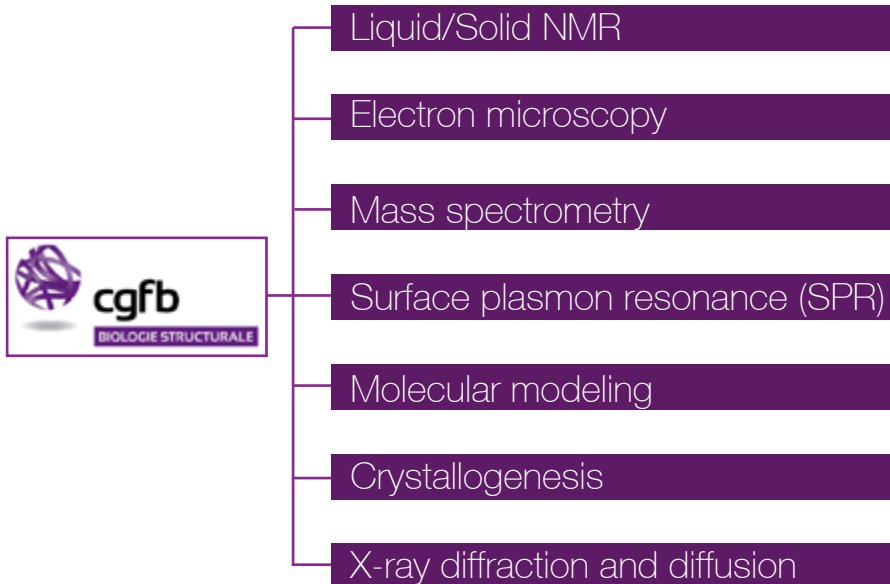 Liquid/Solid NMR
Electron microscopy
Mass spectrometry
cgfb
BIOLOGIE STRUCTURALE
Surface plasmon resonance (SPR)
Molecular modeling
Crystallogenesis
X-ray diffraction and diffusion